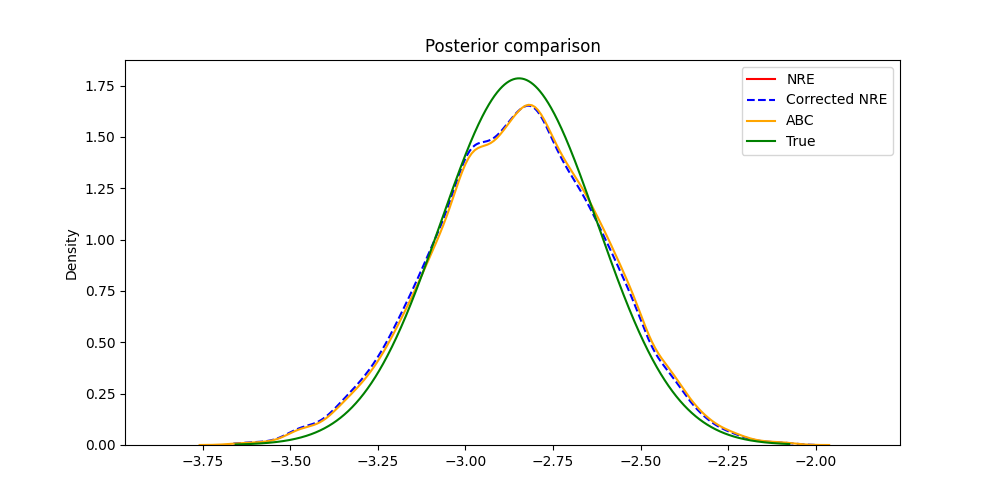 Posterior comparison
NRE
Corrected NRE
ABC
True
Density
1.75
1.50
1.25
1.00
0.75
0.50
0.25
0.00
−3.75 −3.50 −3.25 −3.00 −2.75 −2.50 −2.25 −2.00